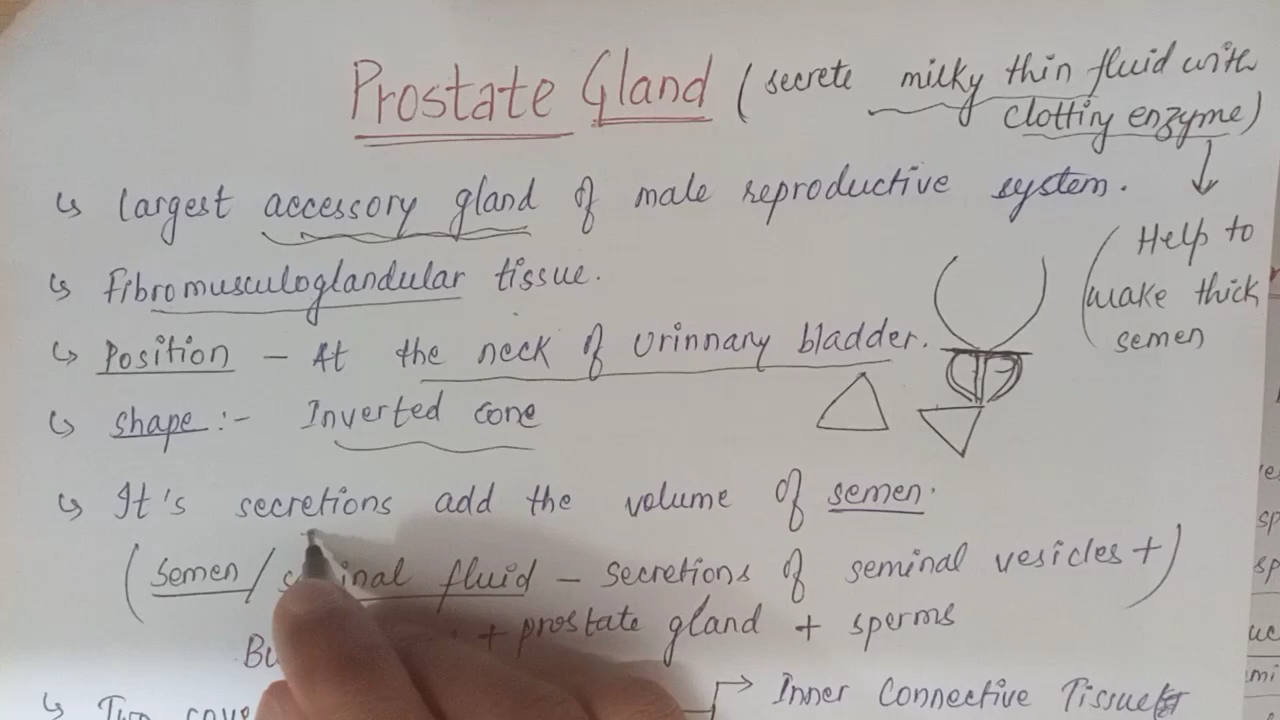 Prostate Gland (secrete milky thin fluid with
clotting enzyme)
↳ largest accessory gland of male reproductive system.
Help to
make thick
semen
↳ Fibromusculoglandular tissue.
↳ Position – At the neck of Urinnary bladder.
↳ shape :- Inverted cone
↳ It's secretions add the volume of semen.
(Semen/ fluid – secretions of seminal vesicles +)
+ prostate gland + sperms
↳ Two
Inner Connective Tissue